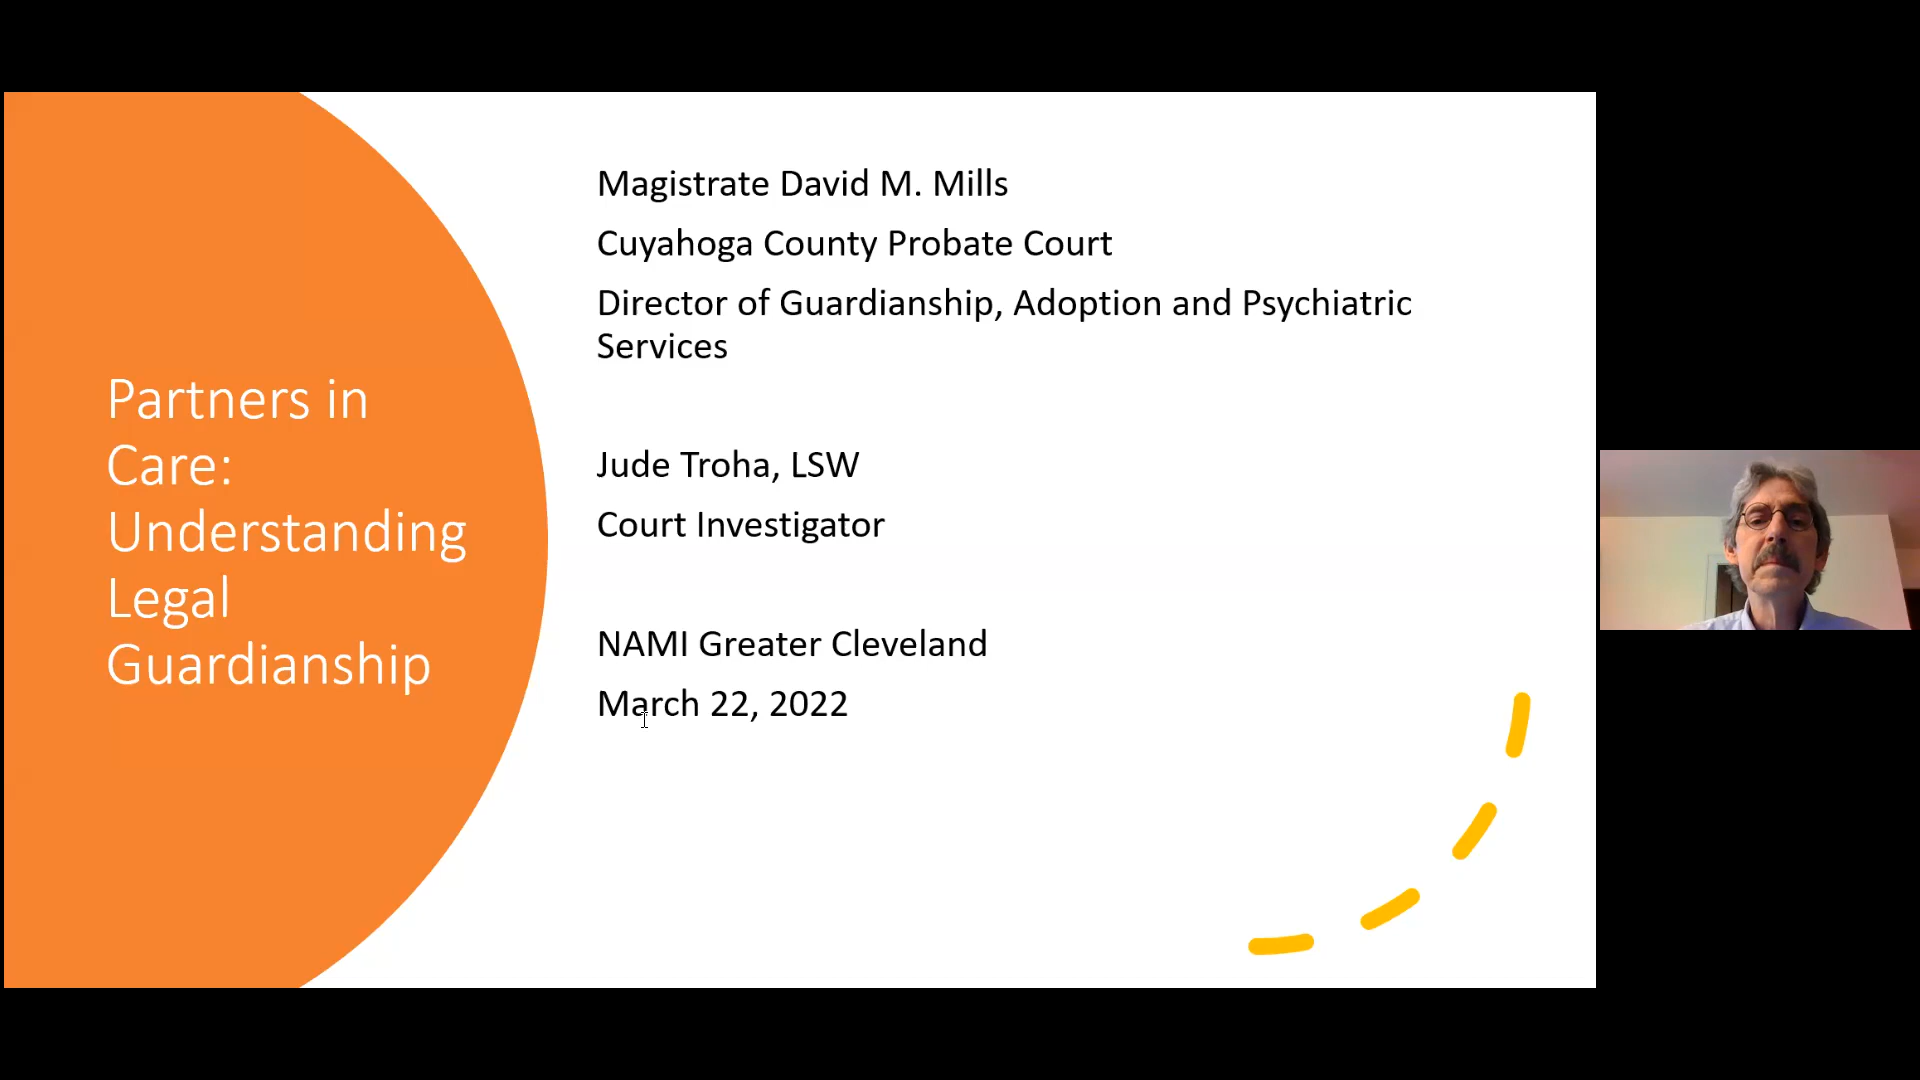 Partners in
Care:
Understanding
Legal
Guardianship
Magistrate David M. Mills
Cuyahoga County Probate Court
Director of Guardianship, Adoption and Psychiatric
Services
Jude Troha, LSW
Court Investigator
NAMI Greater Cleveland
March 22, 2022